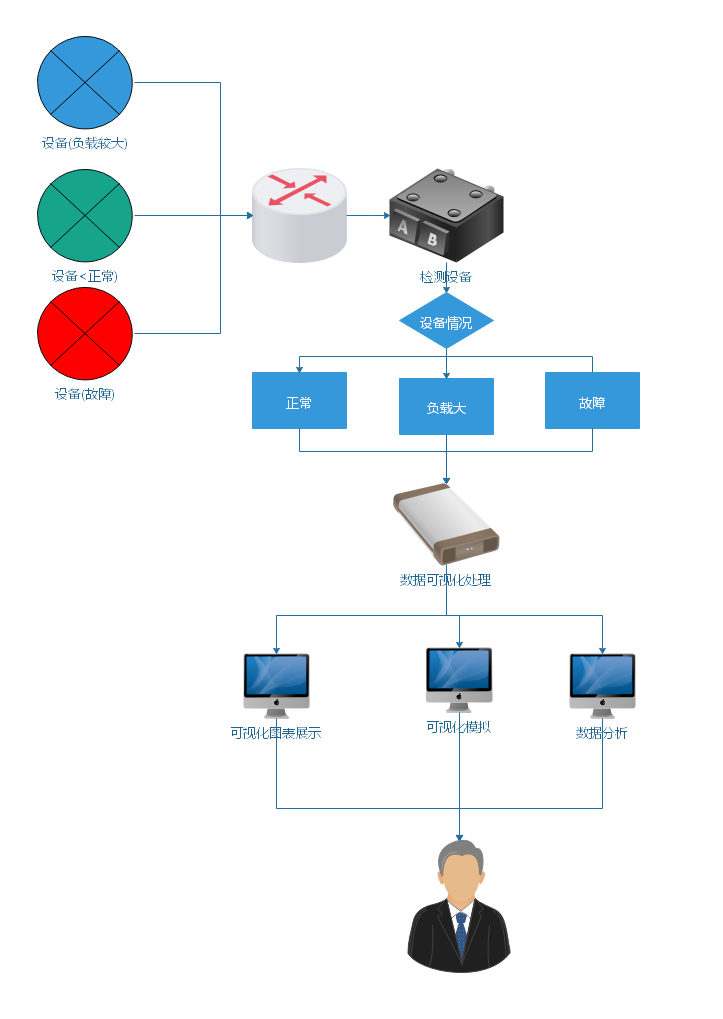 设备(负载较大)
设备<正常)
设备(故障)
A
B
检测设备
设备情况
正常
负载大
故障
数据可视化处理
可视化图表展示
可视化模拟
数据分析